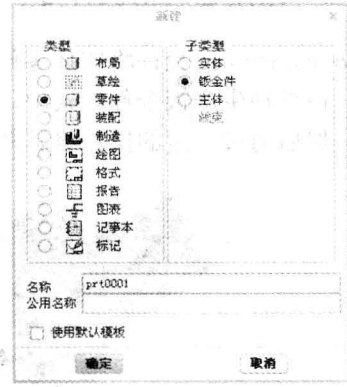 新建
类型
布局
草绘
零件
装配
制造
绘图
格式
报告
图表
记事本
标记
子类型
实体
钣金件
主体
线束
名称 prt0001
公用名称
使用默认模板
确定 取消